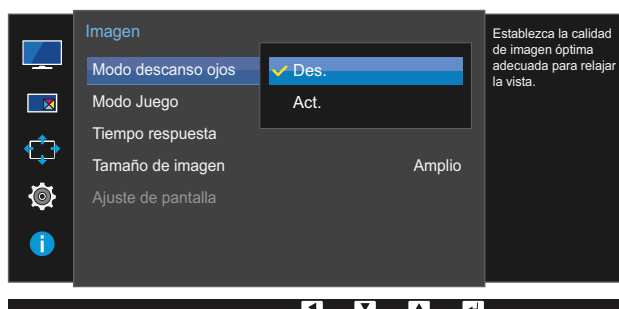 Imagen
Modo descanso ojos
Des.
Modo Juego
Act.
Tiempo respuesta
Tamaño de imagen
Amplio
Ajuste de pantalla
Establezca la calidad
de imagen óptima
adecuada para relajar
la vista.